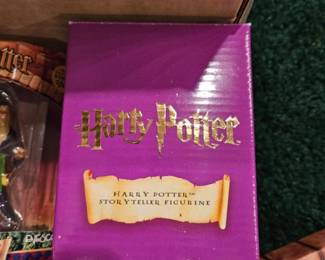 Harry Potter
HARRY POTTER™
STORYTELLER FIGURINE